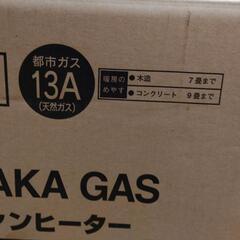 都市ガス
13A
(天然ガス)
暖房の
めやす
●木造 7畳まで
●コンクリート 9畳まで
AKA GAS
ンヒーター